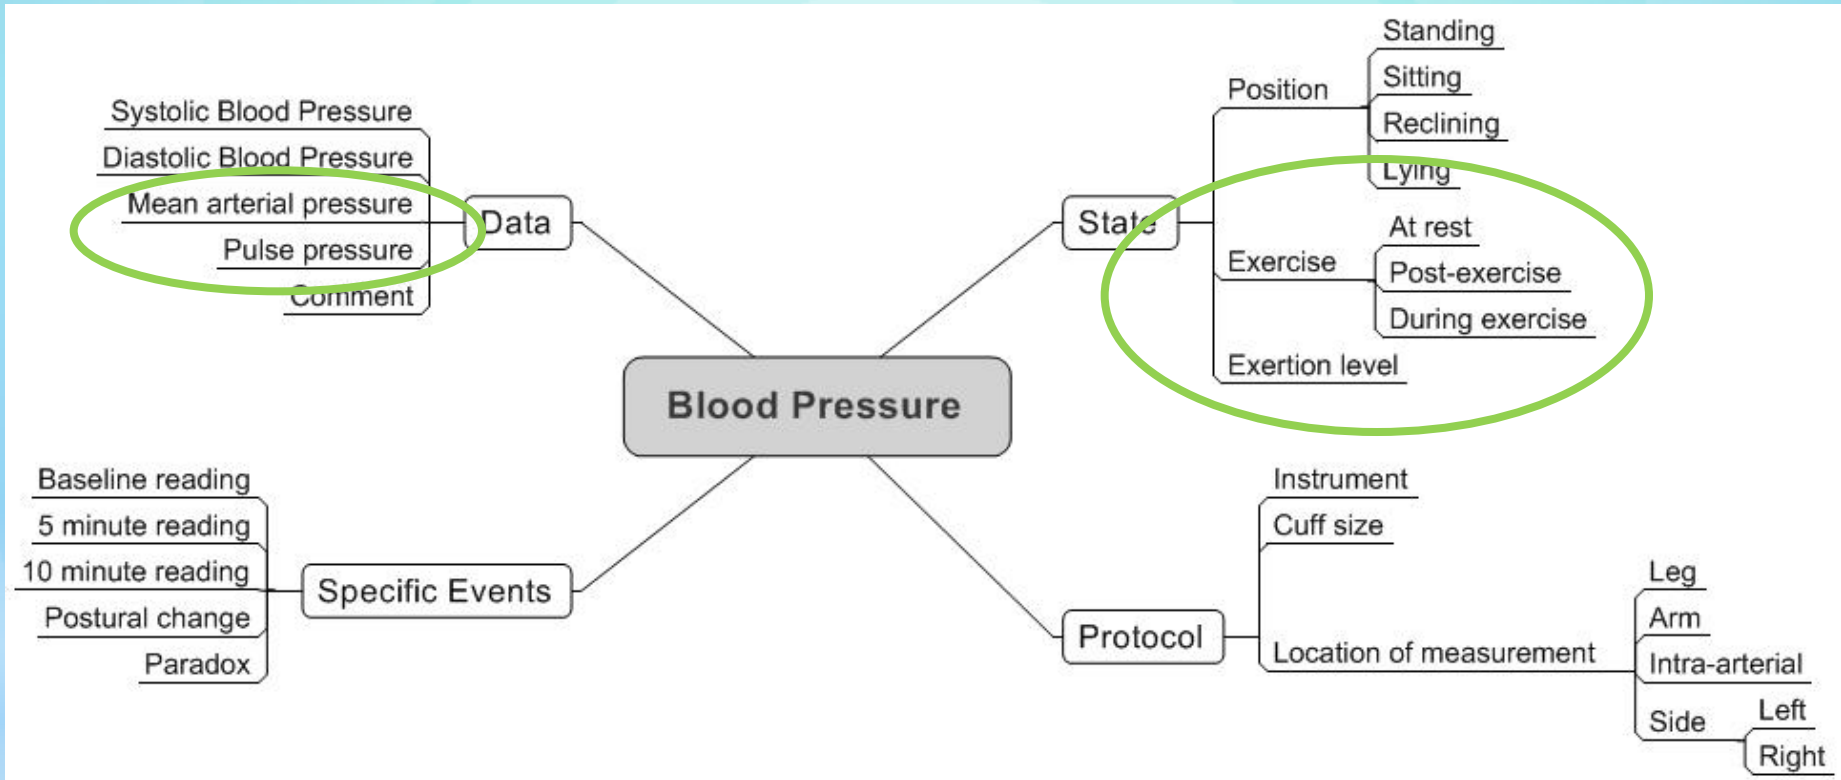 Blood Pressure
Data
Systolic Blood Pressure
Diastolic Blood Pressure
Mean arterial pressure
Pulse pressure
Comment
State
Position
Standing
Sitting
Reclining
Lying
Exercise
At rest
Post-exercise
During exercise
Exertion level
Specific Events
Baseline reading
5 minute reading
10 minute reading
Postural change
Paradox
Protocol
Instrument
Cuff size
Location of measurement
Leg
Arm
Intra-arterial
Side
Left
Right